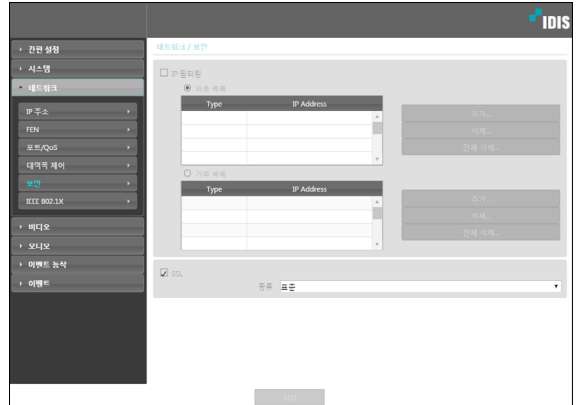 IDIS
간편 설정
시스템
네트워크
IP 주소
FEN
포트/QoS
대역폭 제어
보안
IEEE 802.1X
비디오
오디오
이벤트 동작
이벤트
네트워크 / 보안
IP 필터링
허용 목록
Type IP Address
추가...
삭제...
전체 삭제...
거부 목록
Type IP Address
추가...
삭제...
전체 삭제...
SSL
종류 표준